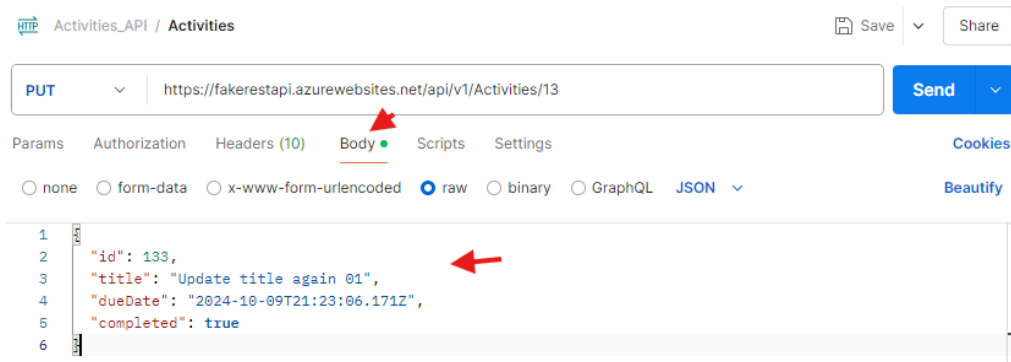 HTTP Activities_API / Activities Save Share
PUT https://fakerestapi.azurewebsites.net/api/v1/Activities/13 Send
Params Authorization Headers (10) Body Scripts Settings Cookies
none form-data x-www-form-urlencoded raw binary GraphQL JSON Beautify
1 {
2 "id": 133,
3 "title": "Update title again 01",
4 "dueDate": "2024-10-09T21:23:06.171Z",
5 "completed": true
6 }